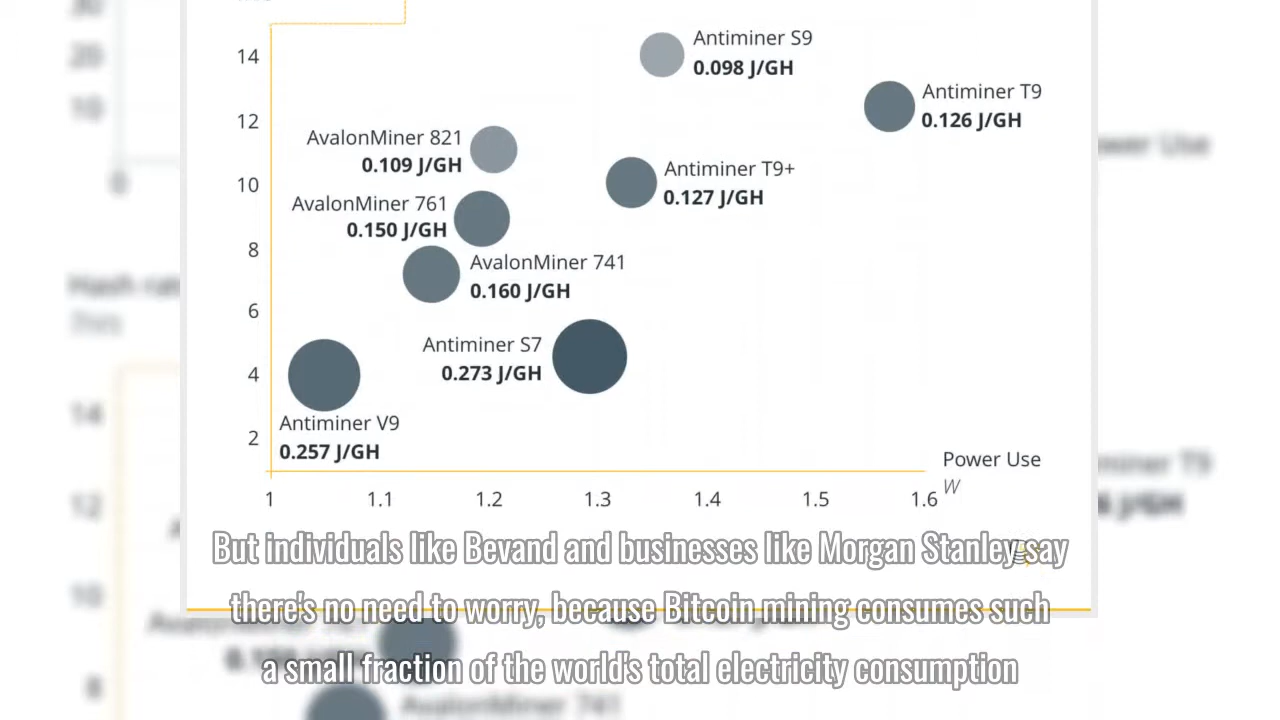 14
Antiminer S9
0.098 J/GH
Antiminer T9
0.126 J/GH
12
AvalonMiner 821
0.109 J/GH
Antiminer T9+
0.127 J/GH
10
AvalonMiner 761
0.150 J/GH
8
AvalonMiner 741
0.160 J/GH
6
Antiminer S7
0.273 J/GH
4
Antiminer V9
0.257 J/GH
2
Power Use
W
1 1.1 1.2 1.3 1.4 1.5 1.6
But individuals like Bevand and businesses like Morgan Stanley say
there's no need to worry, because Bitcoin mining consumes such
a small fraction of the world's total electricity consumption